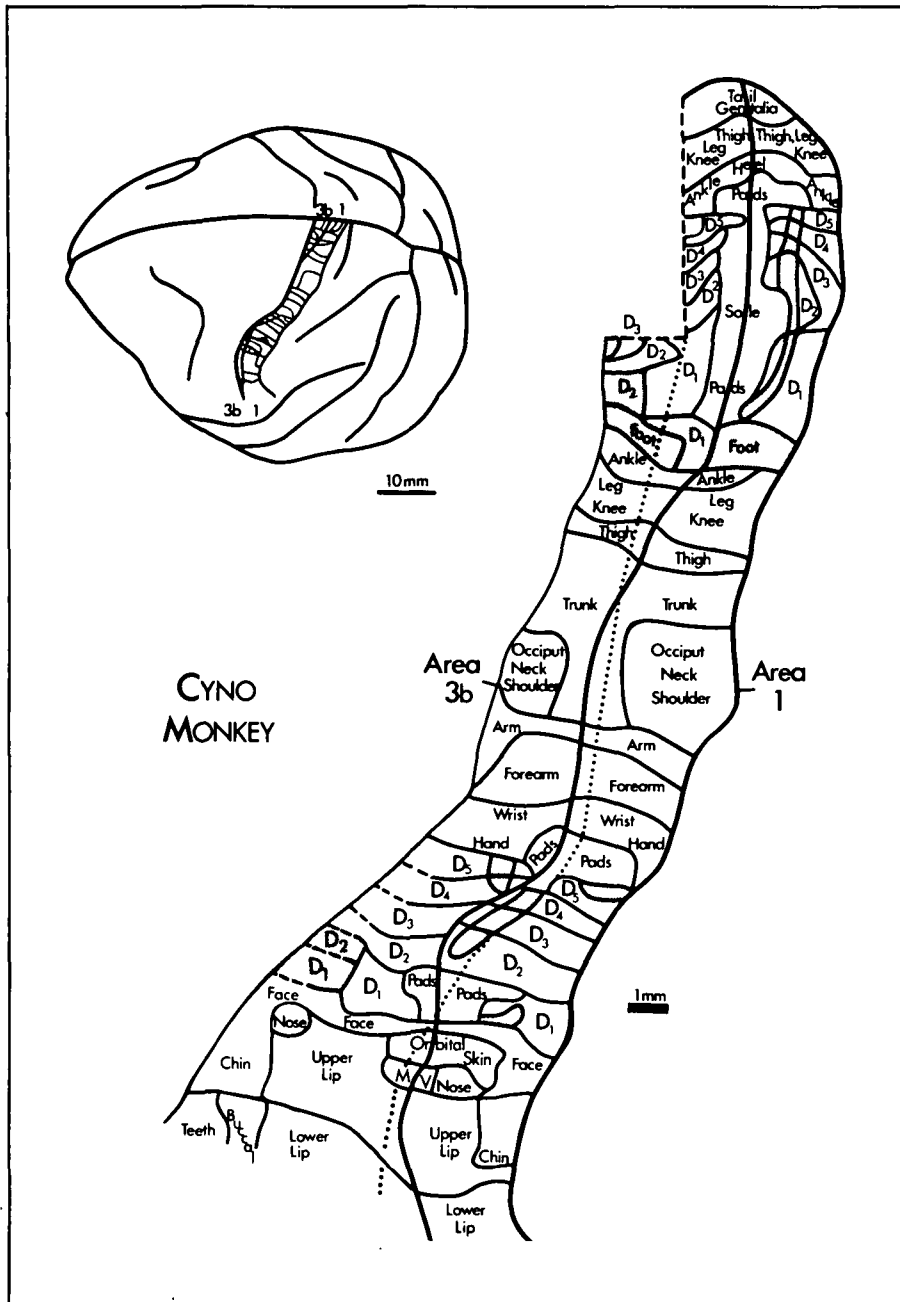 3b 1
3b 1
10mm
CYNO
MONKEY
Tail
Genitalia
Thigh Thigh, Leg
Leg
Knee Knee
Heel
Ankle Pads Ankle
D5 D5
D4 D4
D3 D3
D2 D2
Sole
D3
D2 D1 Pads D1
D2
Foot D1 Foot
Ankle Ankle
Leg Leg
Knee Knee
Thigh Thigh
Trunk Trunk
Occiput Occiput
Neck Neck
Shoulder Shoulder
Area Area
3b 1
Arm Arm
Forearm Forearm
Wrist Wrist
Hand Pads Pads Hand
D5 D5
D4 D4
D3 D3
D2 D2 D2
D1 D1 Pads Pads D1
1mm
Face Face
Nose Orbital
Skin Face
Chin Upper
Lip M V Nose
Teeth Buccal Lower
Lip Upper
Lip Chin
Lower
Lip